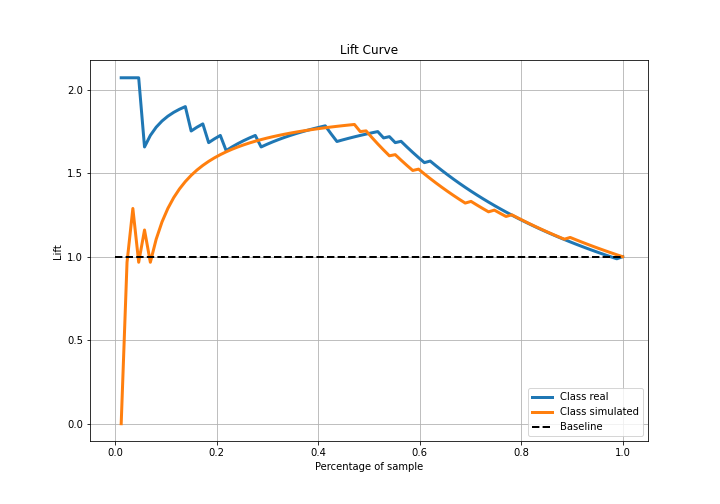 Lift Curve
2.0
1.5
1.0
0.5
0.0
Lift
0.0 0.2 0.4 0.6 0.8 1.0
Percentage of sample
Class real
Class simulated
Baseline